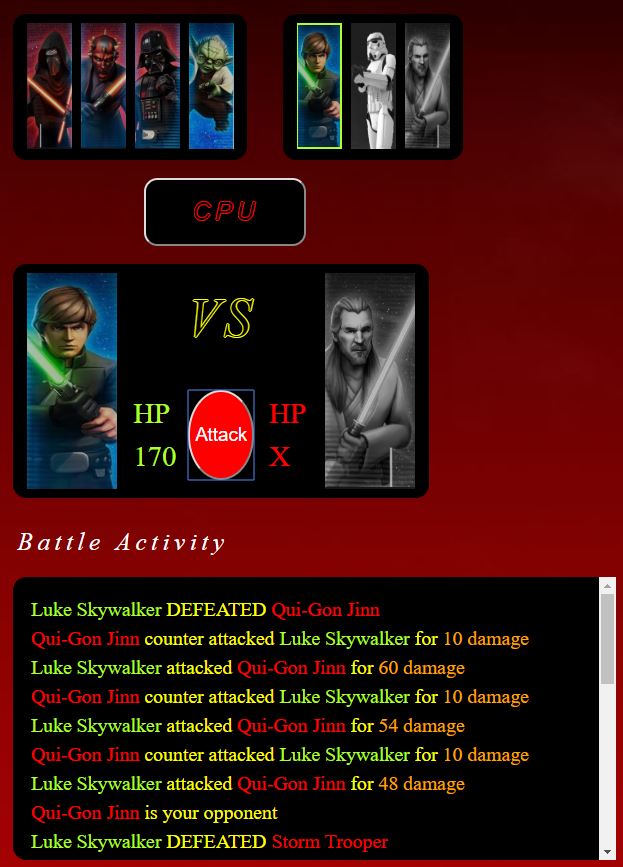 CPU
VS
HP
170
Attack
HP
X
Battle Activity
Luke Skywalker DEFEATED Qui-Gon Jinn
Qui-Gon Jinn counter attacked Luke Skywalker for 10 damage
Luke Skywalker attacked Qui-Gon Jinn for 60 damage
Qui-Gon Jinn counter attacked Luke Skywalker for 10 damage
Luke Skywalker attacked Qui-Gon Jinn for 54 damage
Qui-Gon Jinn counter attacked Luke Skywalker for 10 damage
Luke Skywalker attacked Qui-Gon Jinn for 48 damage
Qui-Gon Jinn is your opponent
Luke Skywalker DEFEATED Storm Trooper